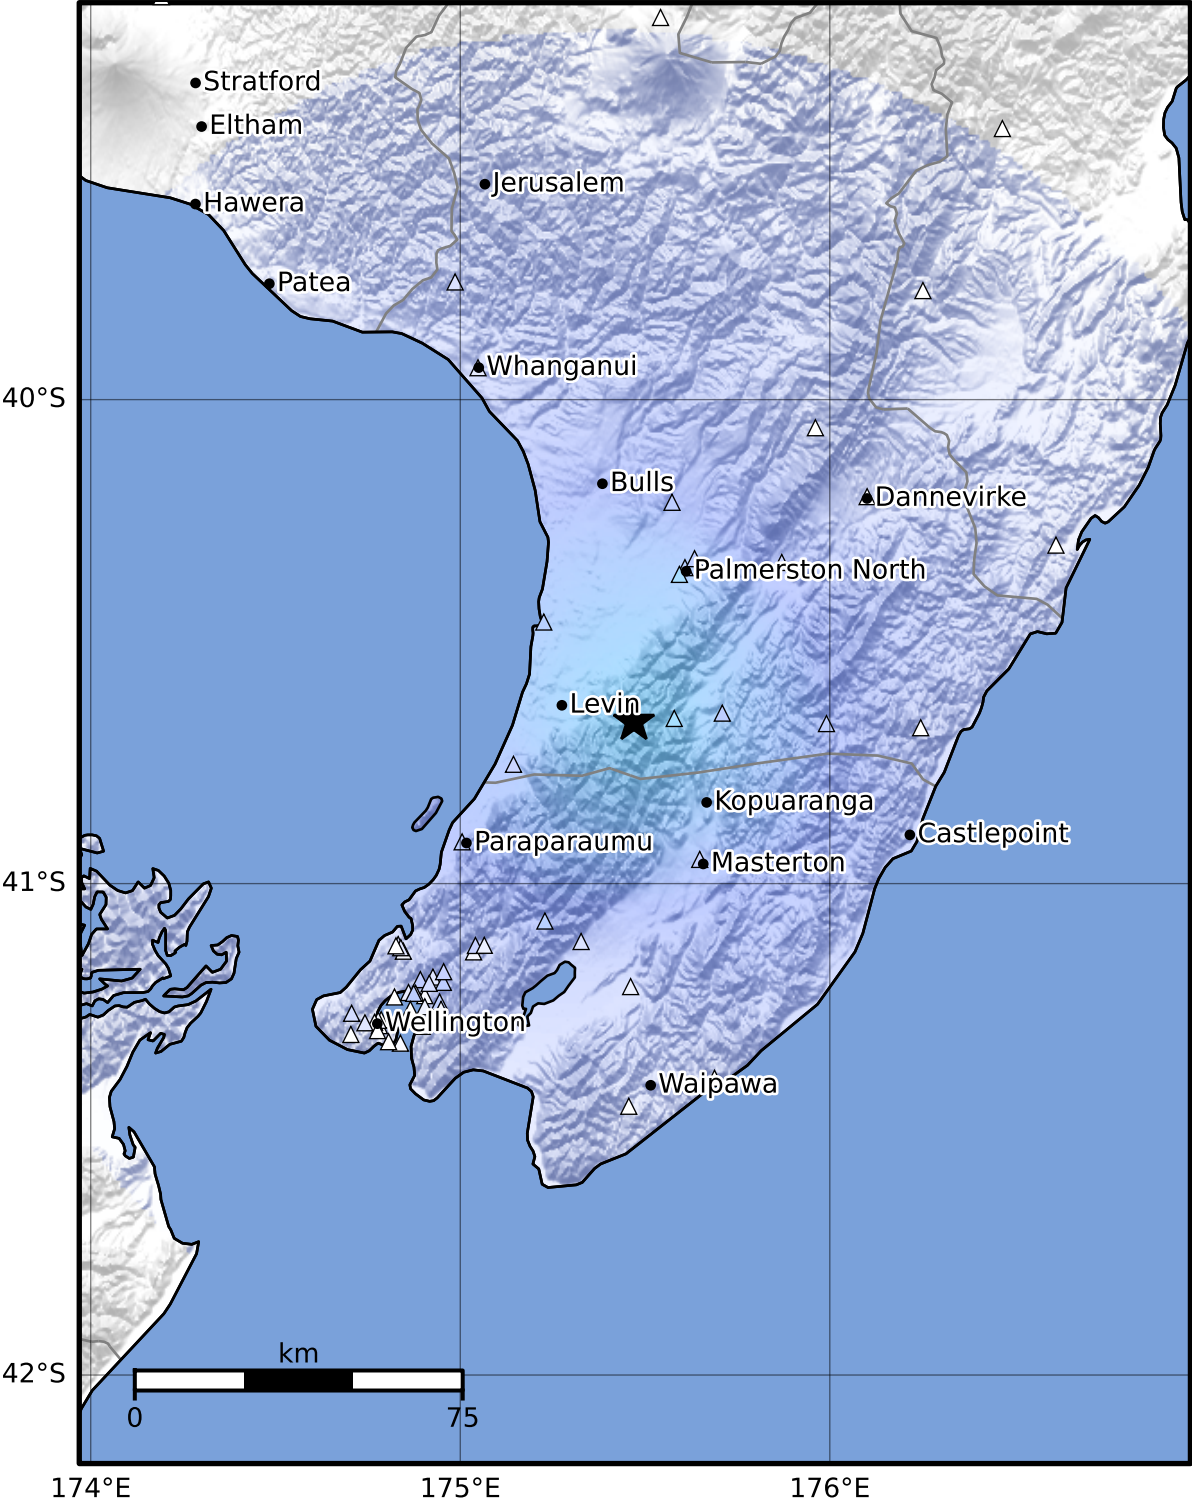 Stratford
Eltham
Jerusalem
Hawera
Patea
Whanganui
40°S
Bulls
Dannevirke
Palmerston North
Levin
Kopuaranga
Castlepoint
Paraparaumu
Masterton
41°S
Wellington
Waipawa
km
42°S
0 75
174°E 175°E 176°E